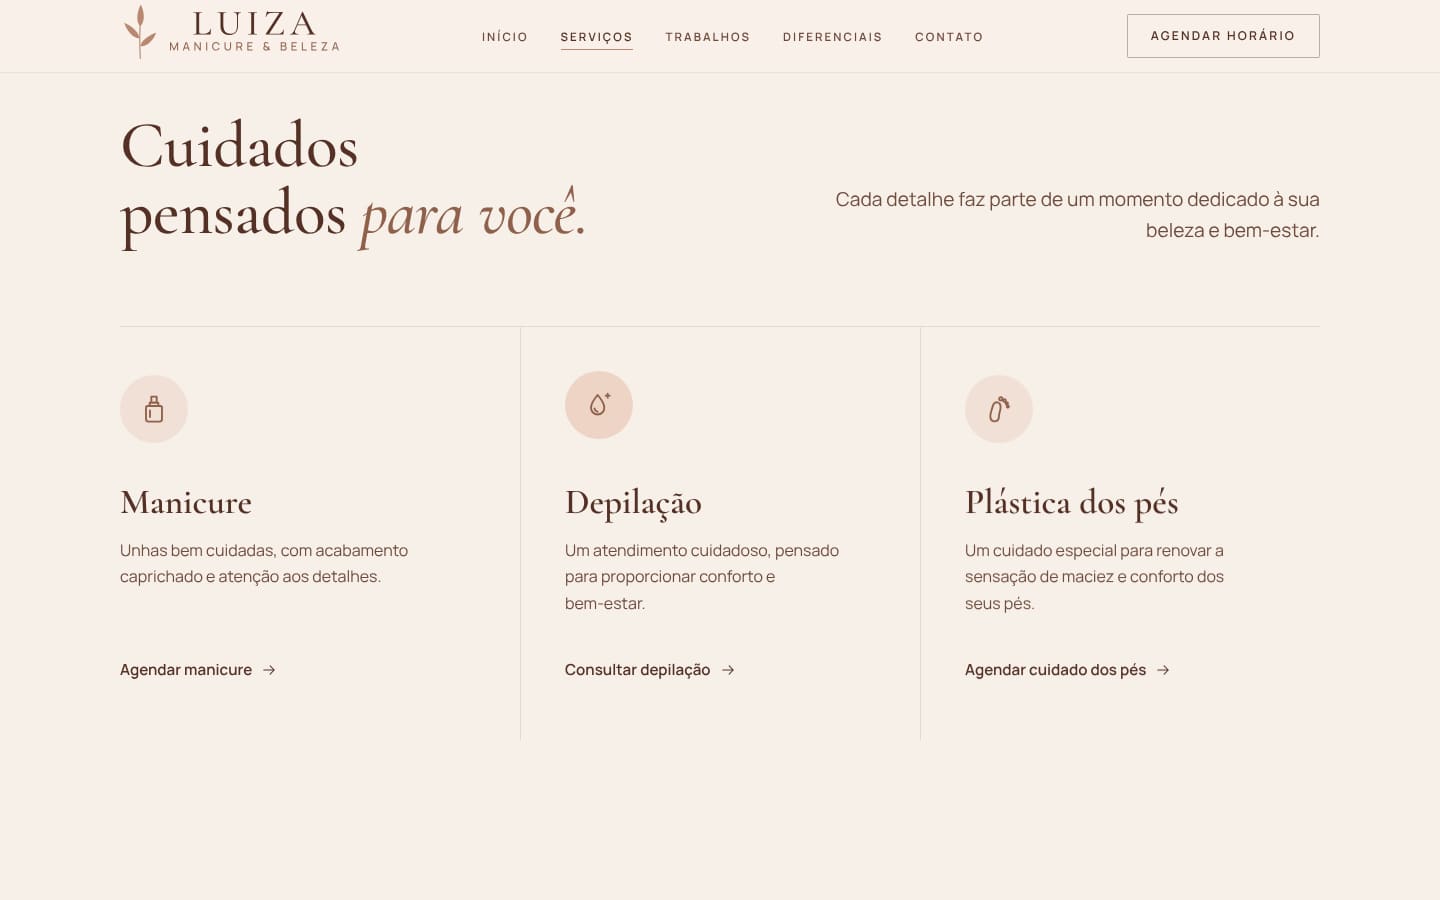 LUIZA
MANICURE & BELEZA
INÍCIO
SERVIÇOS
TRABALHOS
DIFERENCIAIS
CONTATO
AGENDAR HORÁRIO
Cuidados
pensados para você.
Cada detalhe faz parte de um momento dedicado à sua
beleza e bem-estar.
Manicure
Unhas bem cuidadas, com acabamento
caprichado e atenção aos detalhes.
Agendar manicure →
Depilação
Um atendimento cuidadoso, pensado
para proporcionar conforto e
bem-estar.
Consultar depilação →
Plástica dos pés
Um cuidado especial para renovar a
sensação de maciez e conforto dos
seus pés.
Agendar cuidado dos pés →